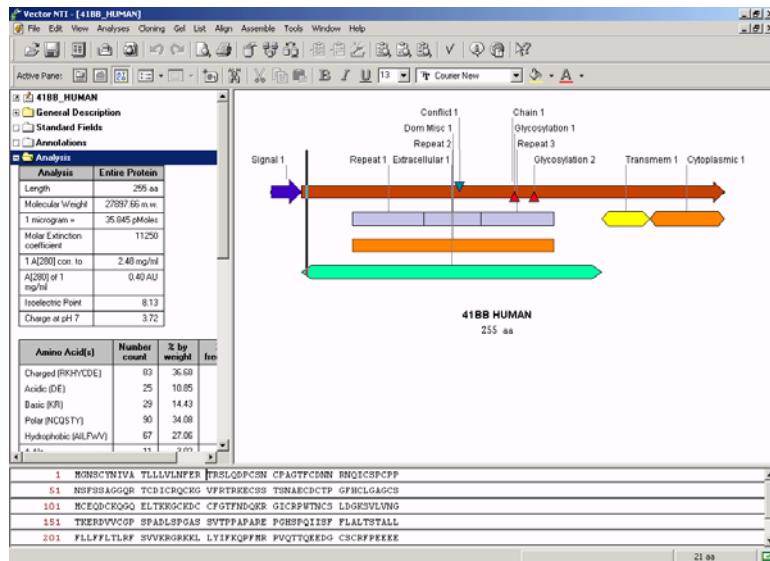 Vector NTI - [41BB_HUMAN]
File Edit View Analyses Cloning Gel List Align Assemble Tools Window Help
Active Pane: B I U 13 Courier New A
41BB_HUMAN
General Description
Standard Fields
Annotations
Analysis
Analysis Entire Protein
Length 255 aa
Molecular Weight 27897.66 m.w.
1 microgram = 35.845 pMoles
Molar Extinction coefficient 11250
1 A[280] corr. to 2.48 mg/ml
A[280] of 1 mg/ml 0.40 AU
Isoelectric Point 8.13
Charge at pH 7 3.72
Amino Acid(s) Number count % by weight
Charged (RKHYCDE) 83 36.68
Acidic (DE) 25 10.85
Basic (KR) 29 14.43
Polar (NCQSTY) 90 34.08
Hydrophobic (AILFWV) 67 27.06
Conflict 1 Chain 1
Dom Misc 1 Glycosylation 1
Repeat 2 Repeat 3
Signal 1 Repeat 1 Extracellular 1 Glycosylation 2 Transmem 1 Cytoplasmic 1
41BB HUMAN
255 aa
1 MGNSCYNIVA TLLLVLNFER TRSLQDPCSN CPAGTFCDNN RNQICSPCPP
51 NSFSSAGGQR TCDICRQCKG VFRTRKECSS TSNAECDCTP GFHCLGAGCS
101 MCEQDCKQGQ ELTKKGCKDC CFGTFNDQKR GICRPWTNCS LDGKSVLVNG
151 TKERDVVCGP SPADLSPGAS SVTPPAPARE PGHSPQIISF FLALTSTALL
201 FLLFFLTLRF SVVKRGRKKL LYIFKQPFMR PVQTTQEEDG CSCRFPEEEE
21 aa